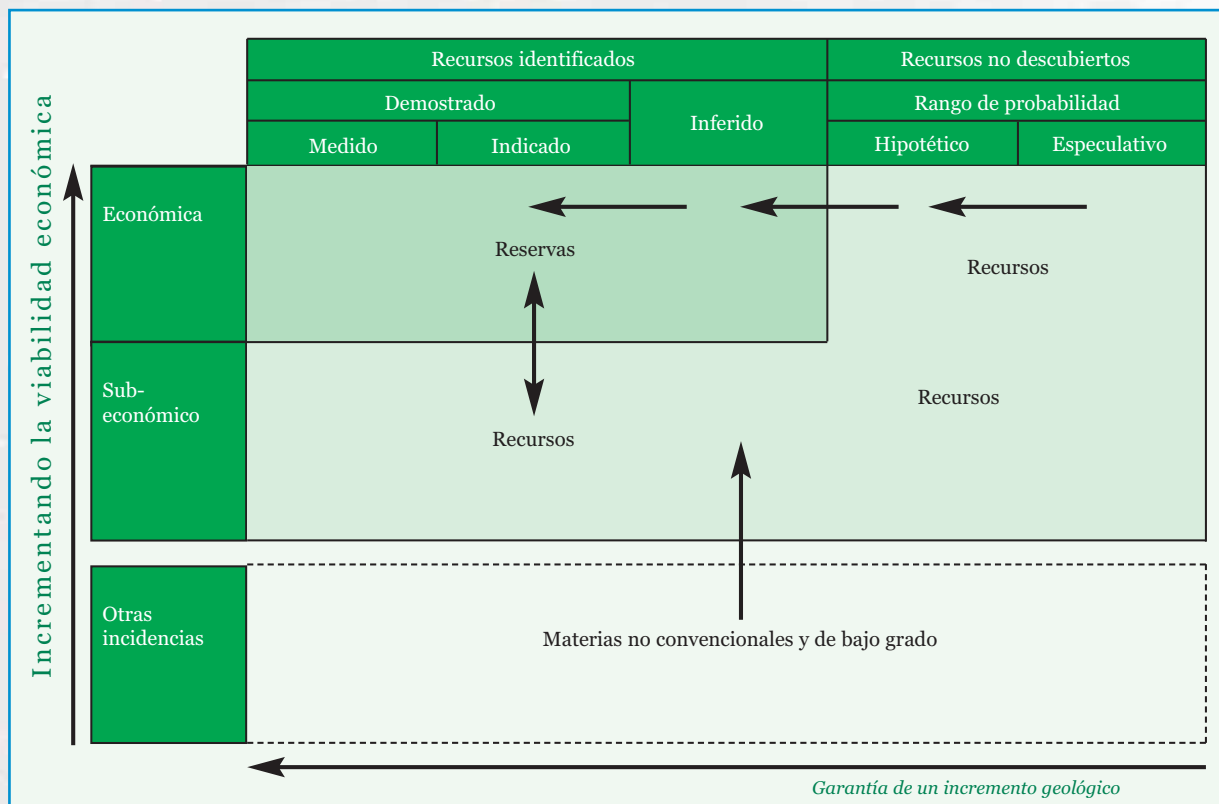 Incrementando la viabilidad económica
Recursos identificados
Recursos no descubiertos
Demostrado
Inferido
Rango de probabilidad
Medido
Indicado
Hipotético
Especulativo
Económica
Reservas
Recursos
Sub-
económico
Recursos
Recursos
Otras
incidencias
Materias no convencionales y de bajo grado
Garantía de un incremento geológico